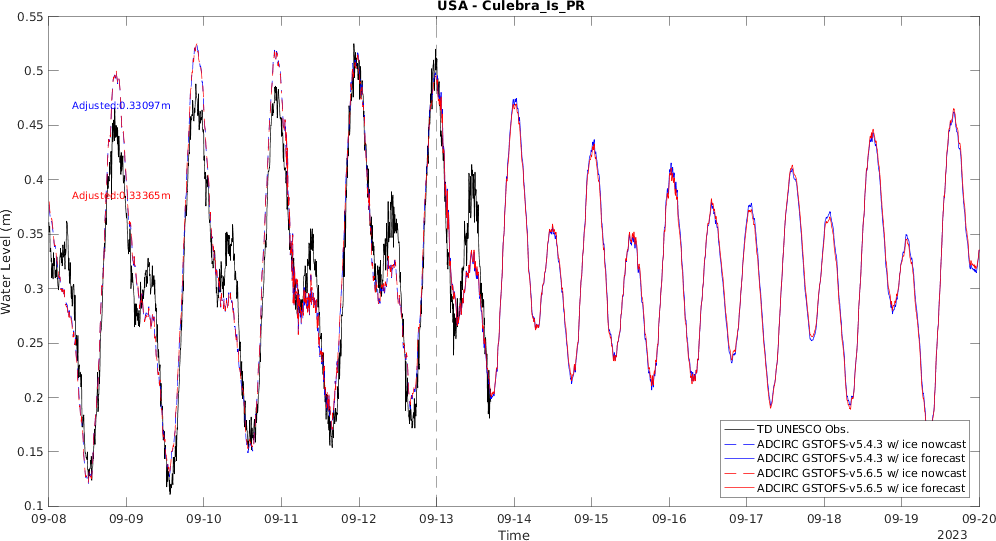 USA - Culebra_Is_PR
0.55
0.5
0.45
0.4
0.35
0.3
0.25
0.2
0.15
0.1
Water Level (m)
Adjusted:0.33097m
Adjusted:0.33365m
TD UNESCO Obs.
ADCIRC GSTOFS-v5.4.3 w/ ice nowcast
ADCIRC GSTOFS-v5.4.3 w/ ice forecast
ADCIRC GSTOFS-v5.6.5 w/ ice nowcast
ADCIRC GSTOFS-v5.6.5 w/ ice forecast
09-08 09-09 09-10 09-11 09-12 09-13 09-14 09-15 09-16 09-17 09-18 09-19 09-20
Time
2023